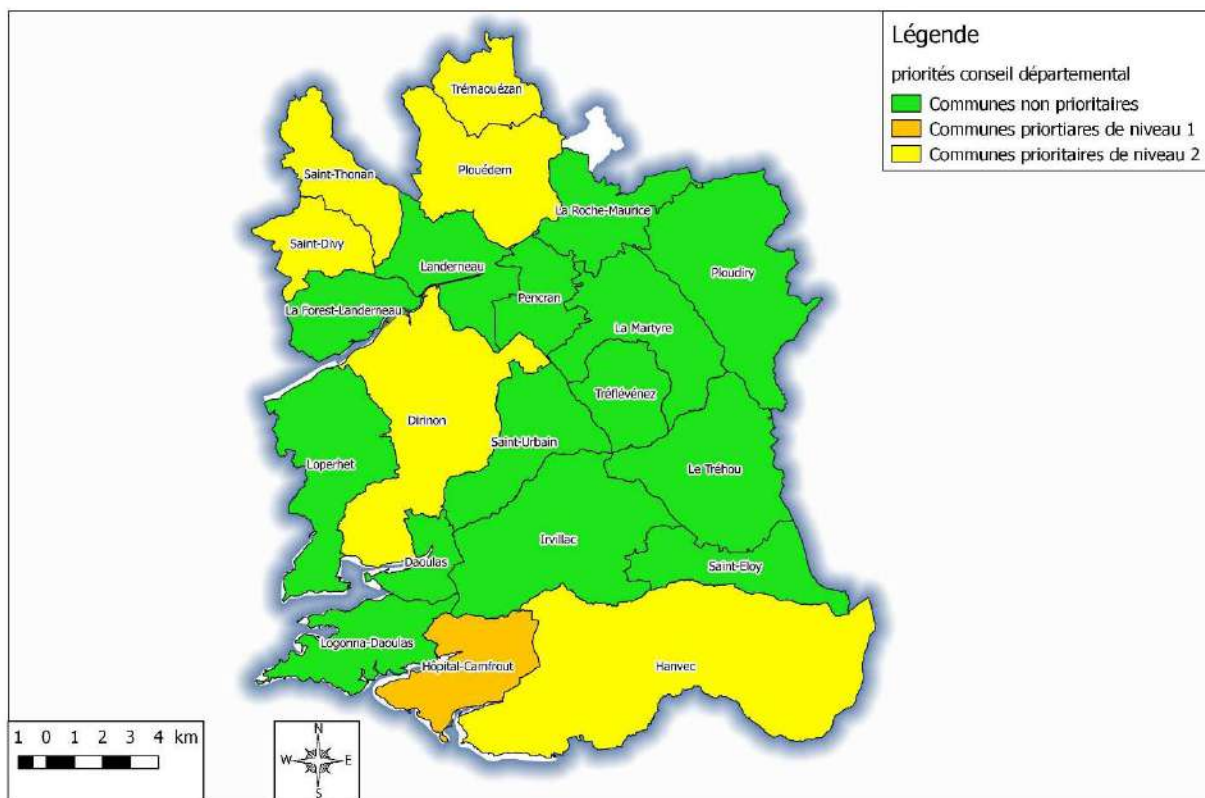 Légende
priorités conseil départemental
Communes non prioritaires
Communes priortiares de niveau 1
Communes prioritaires de niveau 2
Trémaouézan
Plouédern
Saint-Thonan
La Roche-Maurice
Saint-Divy
Landerneau
Ploudiry
Pencran
La Forest-Landerneau
La Martyre
Tréflévénez
Dirinon
Saint-Urbain
Loperhet
Le Tréhou
Irvillac
Daoulas
Saint-Eloy
Logonna-Daoulas
Hôpital-Camfrout
Hanvec
1 0 1 2 3 4 km
N
W E
S